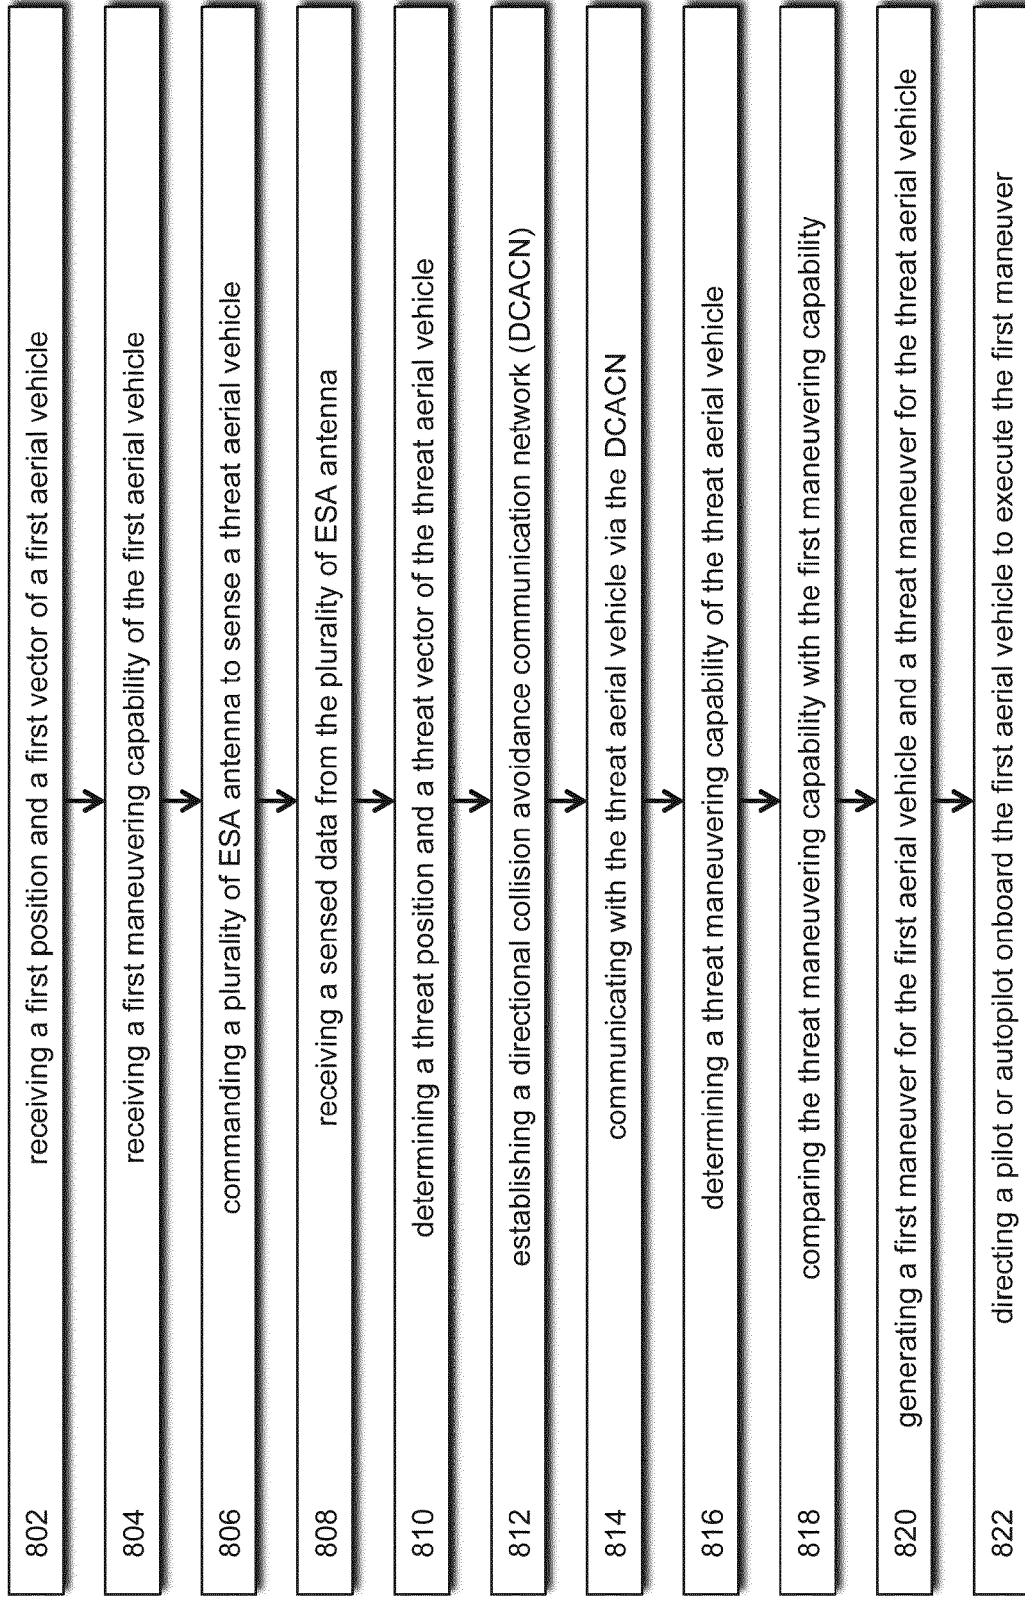 802 receiving a first position and a first vector of a first aerial vehicle
804 receiving a first maneuvering capability of the first aerial vehicle
806 commanding a plurality of ESA antenna to sense a threat aerial vehicle
808 receiving a sensed data from the plurality of ESA antenna
810 determining a threat position and a threat vector of the threat aerial vehicle
812 establishing a directional collision avoidance communication network (DCACN)
814 communicating with the threat aerial vehicle via the DCACN
816 determining a threat maneuvering capability of the threat aerial vehicle
818 comparing the threat maneuvering capability with the first maneuvering capability
820 generating a first maneuver for the first aerial vehicle and a threat maneuver for the threat aerial vehicle
822 directing a pilot or autopilot onboard the first aerial vehicle to execute the first maneuver